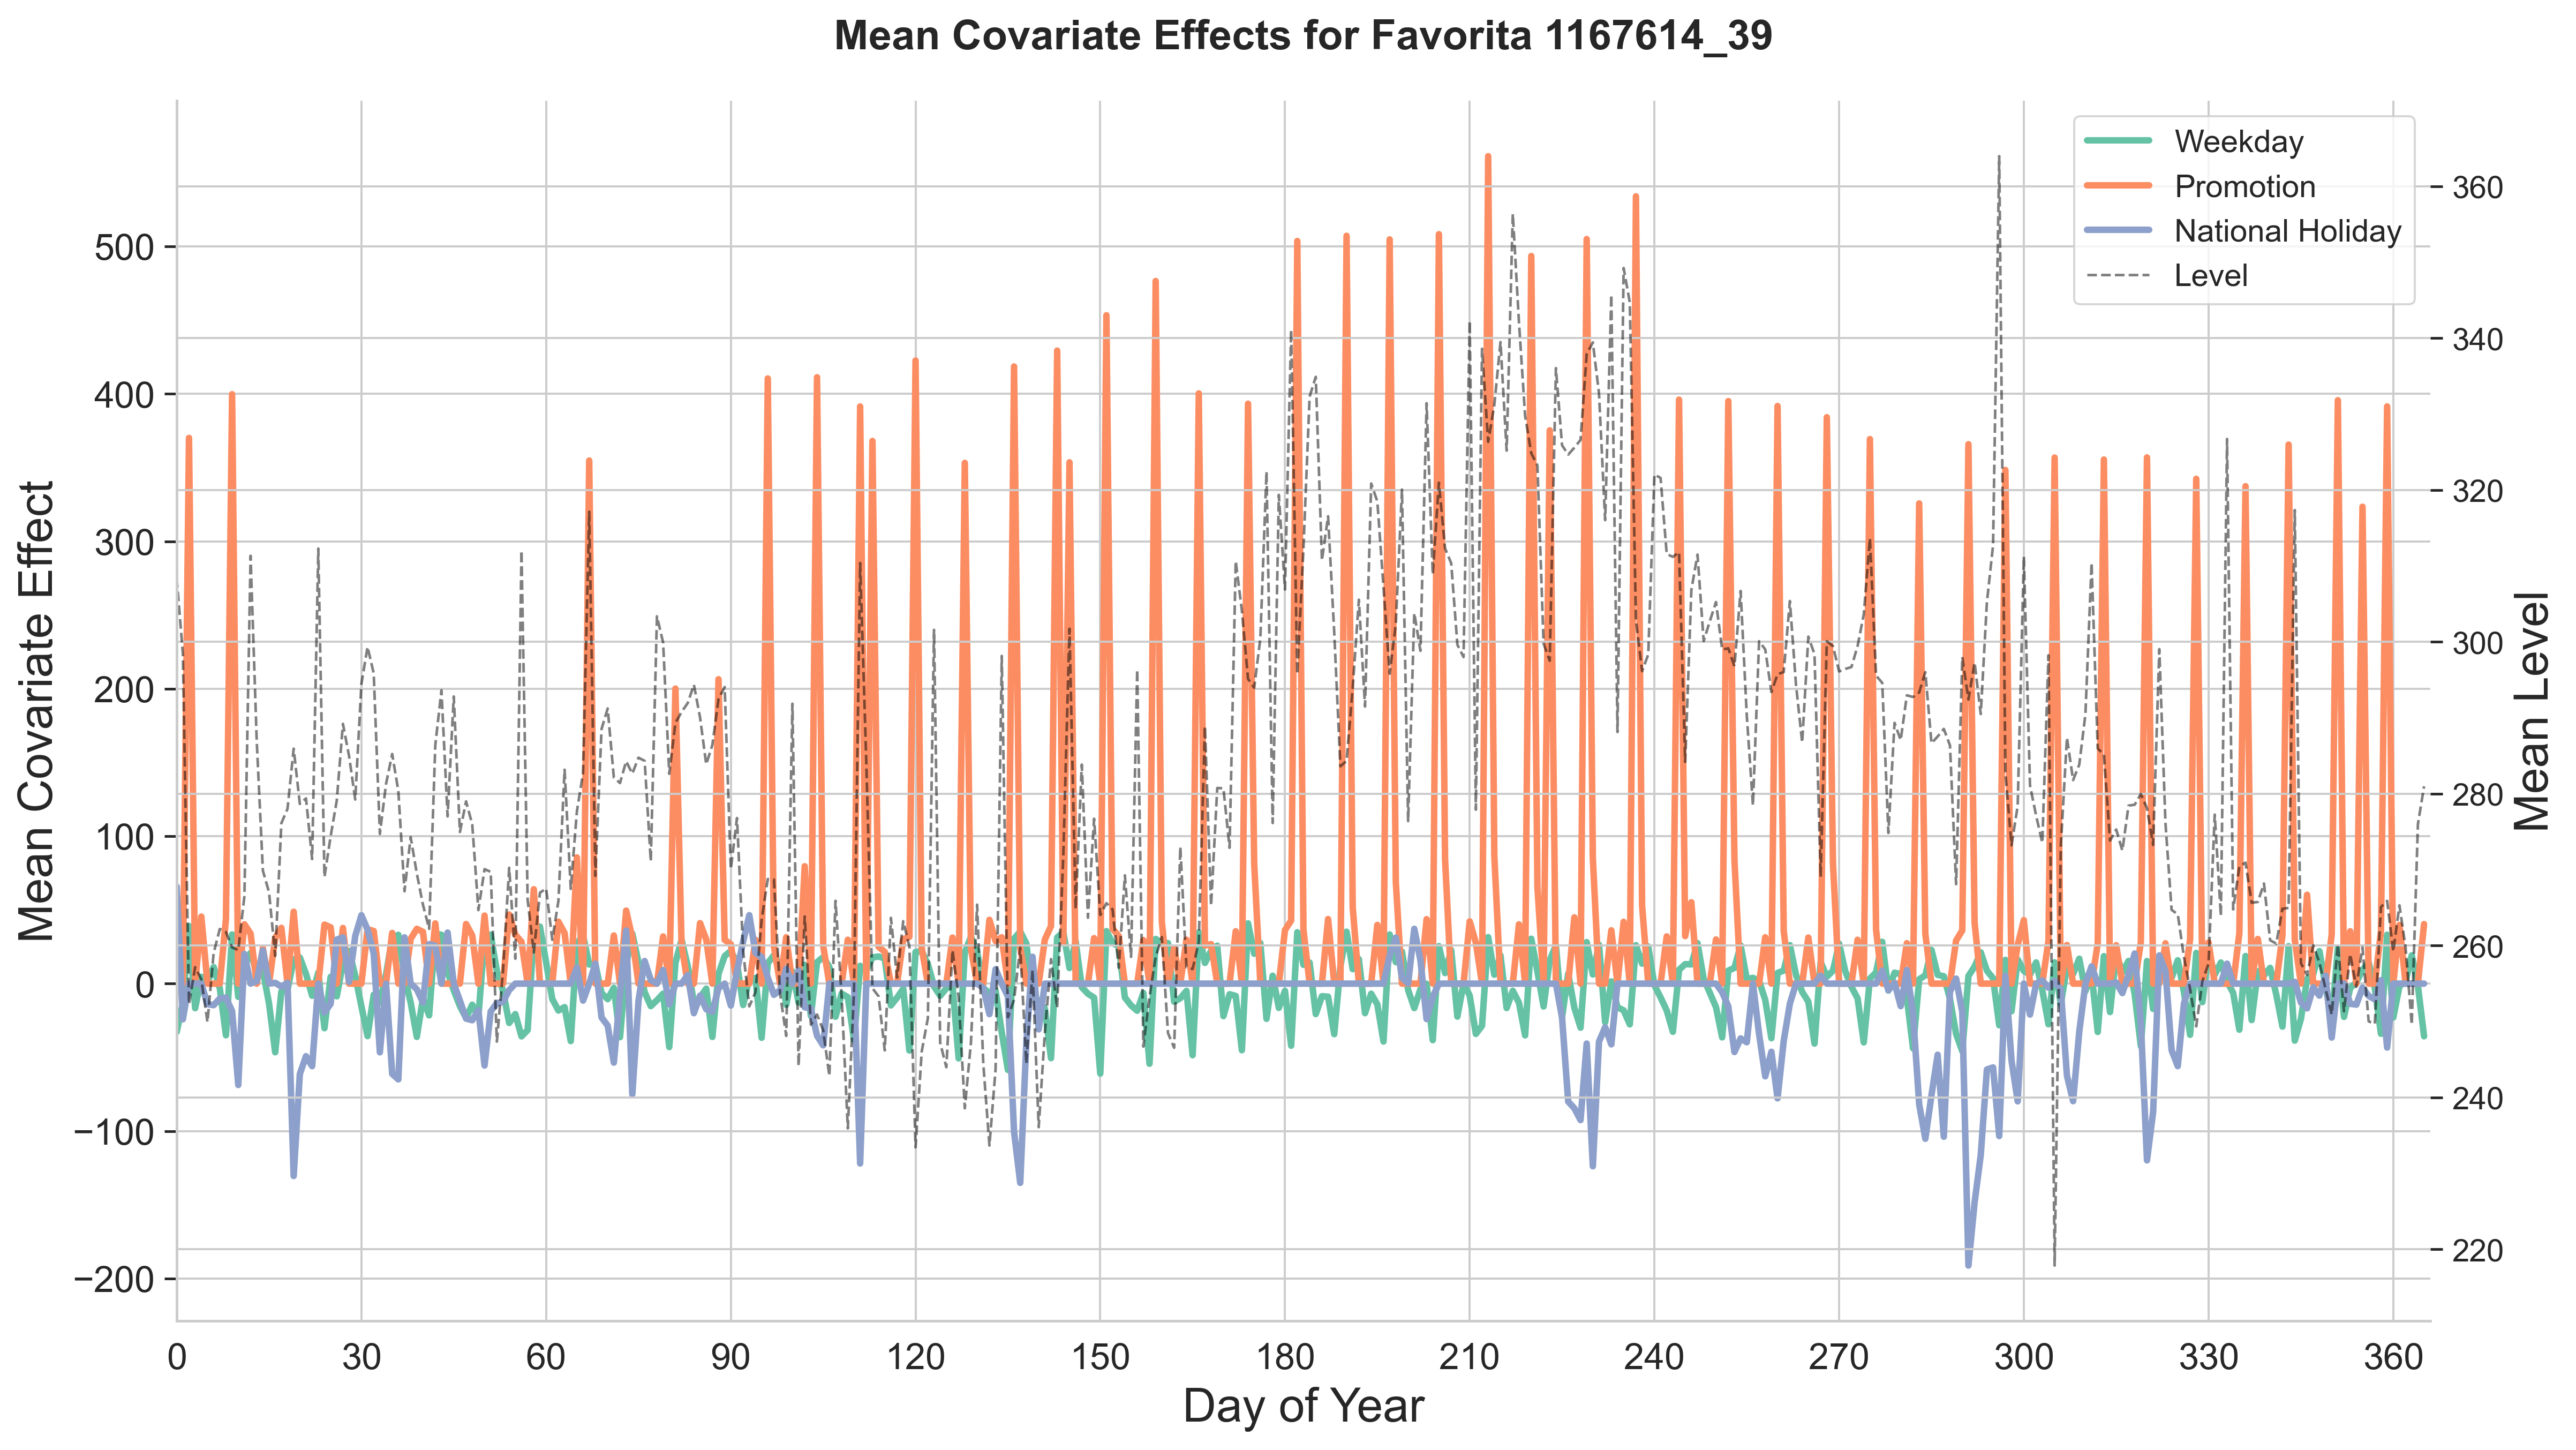 Mean Covariate Effects for Favorita 1167614_39
Weekday
Promotion
National Holiday
Level
Mean Covariate Effect
500
400
300
200
100
0
−100
−200
360
340
320
300
280
260
240
220
Mean Level
0 30 60 90 120 150 180 210 240 270 300 330 360
Day of Year